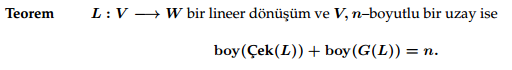 Teorem L : V ⟶ W bir lineer dönüşüm ve V, n–boyutlu bir uzay ise
boy(Çek(L)) + boy(G(L)) = n.